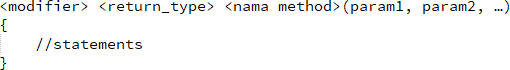 <modifier> <return_type> <nama method>(param1, param2, …)
{
    //statements
}